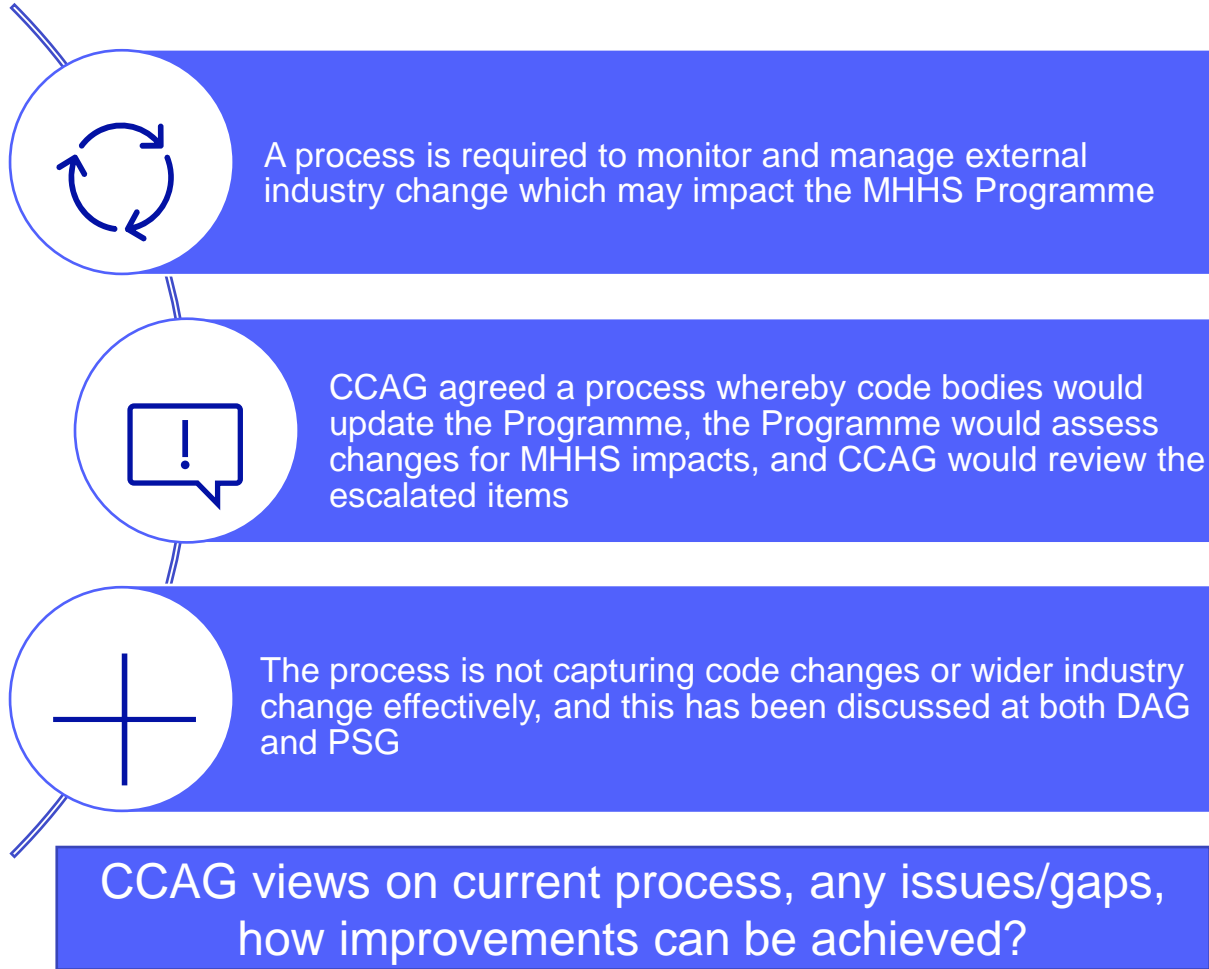 A process is required to monitor and manage external
industry change which may impact the MHHS Programme
!
CCAG agreed a process whereby code bodies would
update the Programme, the Programme would assess
changes for MHHS impacts, and CCAG would review the
escalated items
The process is not capturing code changes or wider industry
change effectively, and this has been discussed at both DAG
and PSG
CCAG views on current process, any issues/gaps,
how improvements can be achieved?